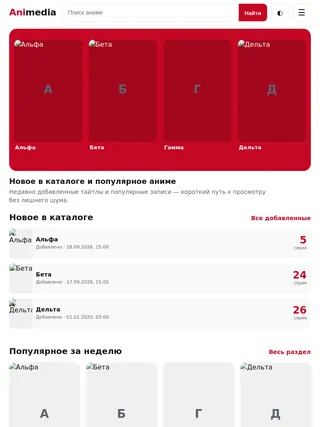 Animedia
Поиск аниме
Найти
Альфа
Бета
Дельта
А
Б
Г
Д
Альфа
Бета
Гамма
Дельта
Новое в каталоге и популярное аниме
Недавно добавленные тайтлы и популярные записи — короткий путь к просмотру
без лишнего шума.
Новое в каталоге
Все добавленные
Альфа
Альфа
Добавлено · 18.09.2026, 15:00
5
серия
Бета
Бета
Добавлено · 17.09.2026, 15:00
24
серия
Дельта
Дельта
Добавлено · 01.01.2020, 03:00
26
серия
Популярное за неделю
Весь раздел
Альфа
Бета
Дельта
А
Б
Г
Д